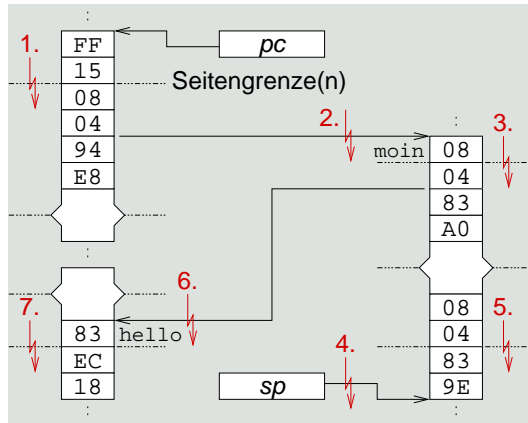 1.
FF
pc
15
Seitengrenze(n)
08
04
2.
3.
94
moin
08
E8
04
83
A0
6.
7.
83
hello
08
5.
EC
04
4.
83
18
sp
9E